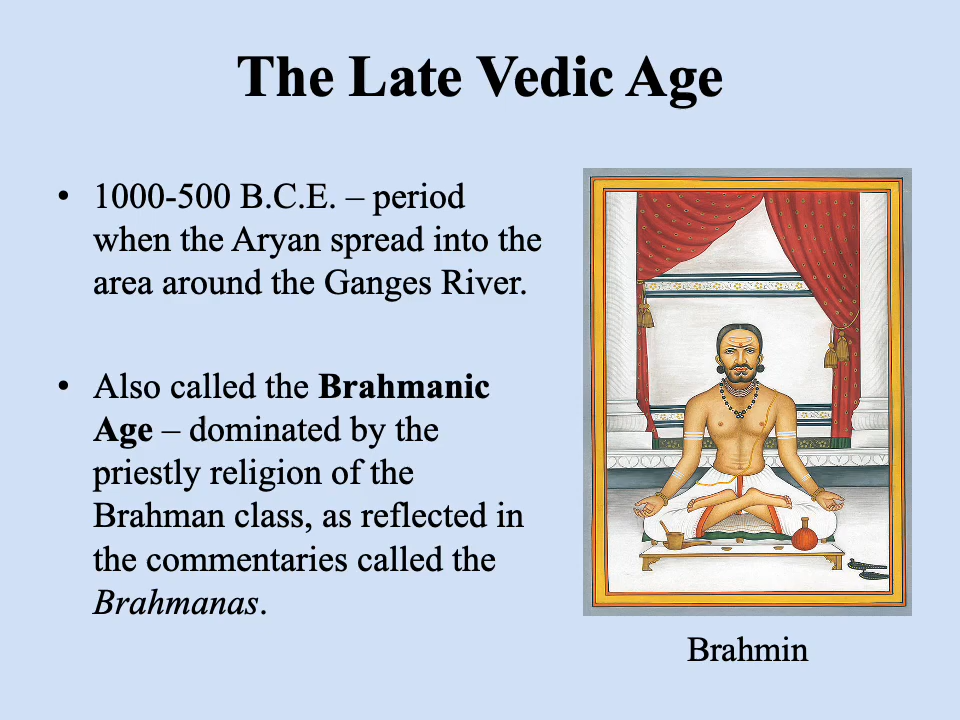 The Late Vedic Age
• 1000-500 B.C.E. – period
when the Aryan spread into the
area around the Ganges River.
• Also called the Brahmanic
Age – dominated by the
priestly religion of the
Brahman class, as reflected in
the commentaries called the
Brahmanas.
Brahmin